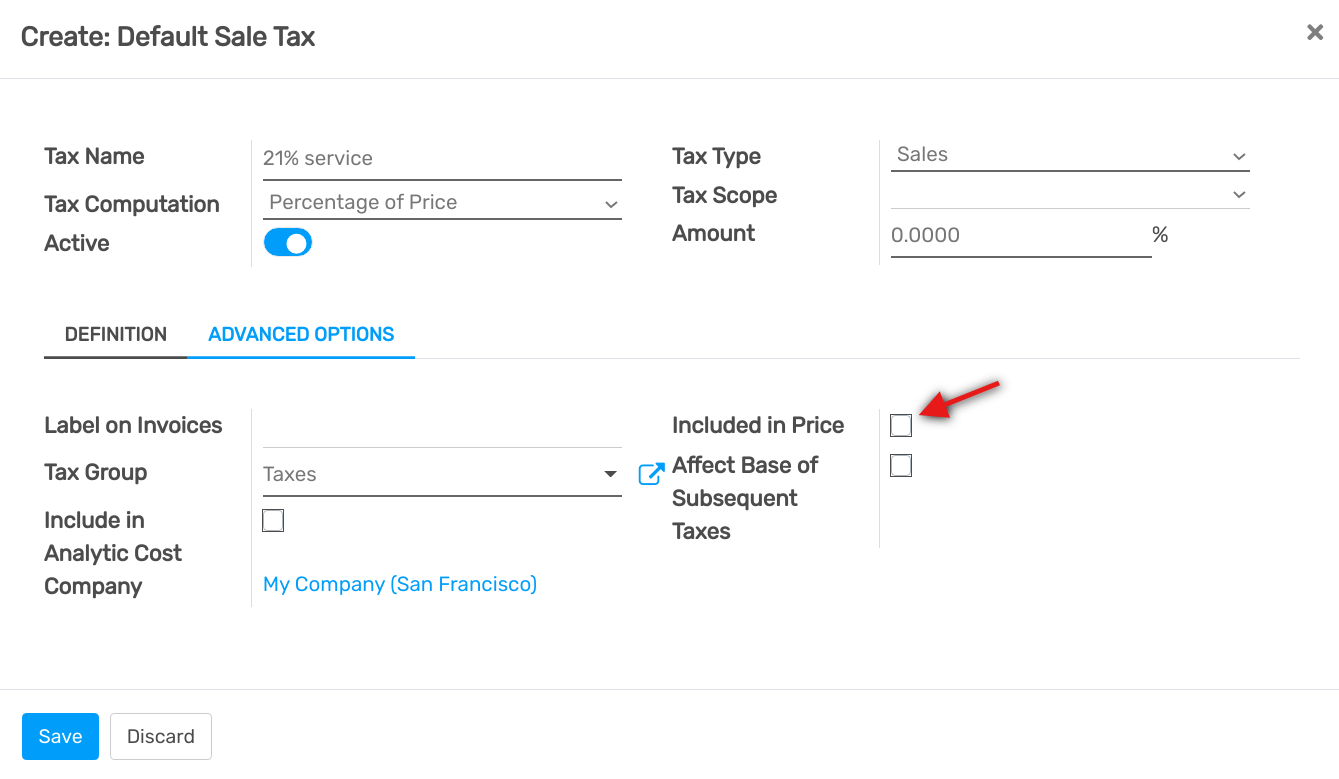 Create: Default Sale Tax
Tax Name
21% service
Tax Computation
Percentage of Price
Active
Tax Type
Sales
Tax Scope
Amount
0.0000
%
DEFINITION
ADVANCED OPTIONS
Label on Invoices
Tax Group
Taxes
Include in
Analytic Cost
Company
My Company (San Francisco)
Included in Price
Affect Base of
Subsequent
Taxes
Save
Discard